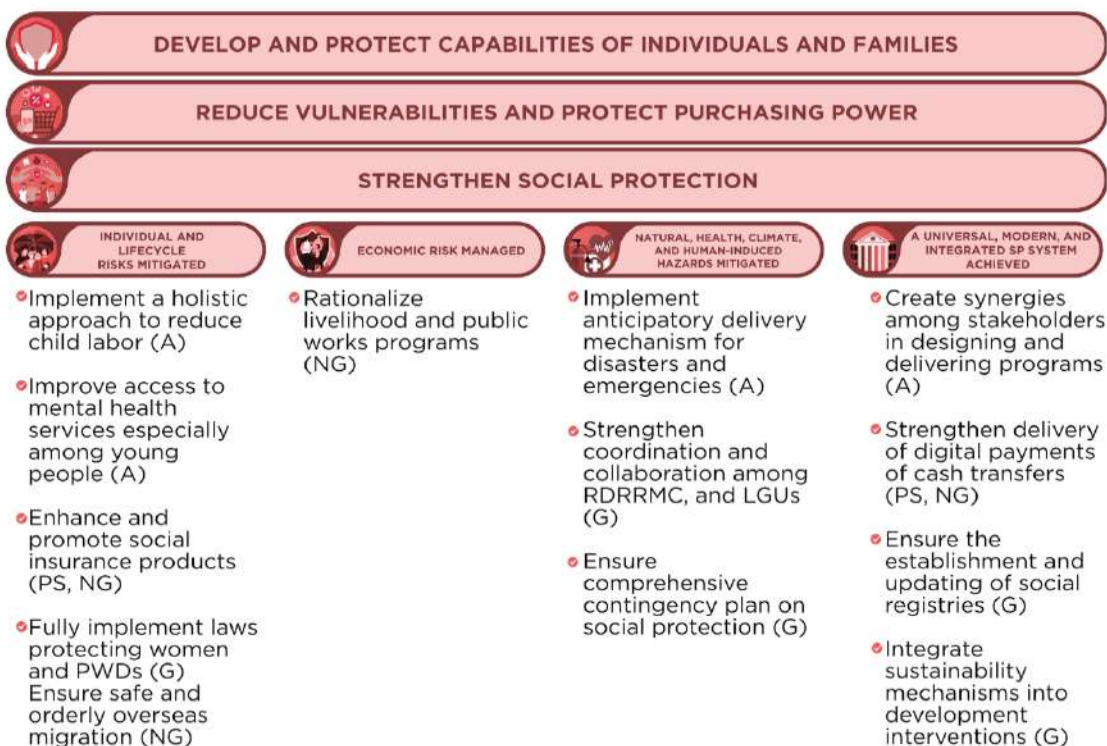 DEVELOP AND PROTECT CAPABILITIES OF INDIVIDUALS AND FAMILIES
REDUCE VULNERABILITIES AND PROTECT PURCHASING POWER
STRENGTHEN SOCIAL PROTECTION
INDIVIDUAL AND
LIFECYCLE
RISKS MITIGATED
Implement a holistic
approach to reduce
child labor (A)
Improve access to
mental health
services especially
among young
people (A)
Enhance and
promote social
insurance products
(PS, NG)
Fully implement laws
protecting women
and PWDs (G)
Ensure safe and
orderly overseas
migration (NG)
ECONOMIC RISK MANAGED
Rationalize
livelihood and public
works programs
(NG)
NATURAL, HEALTH, CLIMATE,
AND HUMAN-INDUCED
HAZARDS MITIGATED
Implement
anticipatory delivery
mechanism for
disasters and
emergencies (A)
Strengthen
coordination and
collaboration among
RDRRMC, and LGUs
(G)
Ensure
comprehensive
contingency plan on
social protection (G)
A UNIVERSAL, MODERN, AND
INTEGRATED SP SYSTEM
ACHIEVED
Create synergies
among stakeholders
in designing and
delivering programs
(A)
Strengthen delivery
of digital payments
of cash transfers
(PS, NG)
Ensure the
establishment and
updating of social
registries (G)
Integrate
sustainability
mechanisms into
development
interventions (G)